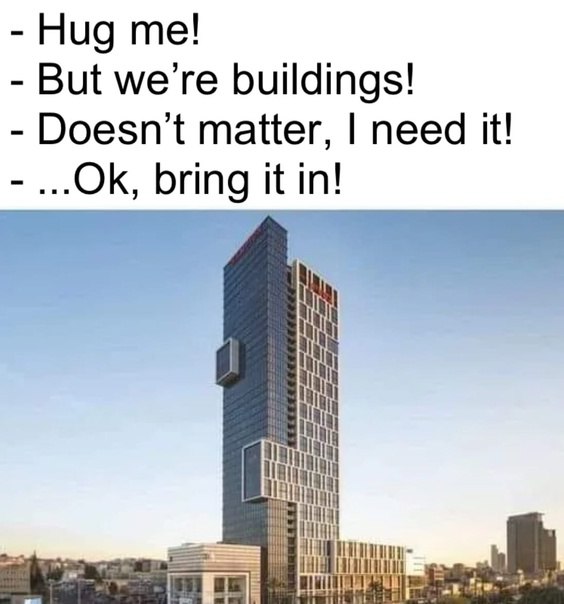 - Hug me!
- But we’re buildings!
- Doesn’t matter, I need it!
- ...Ok, bring it in!